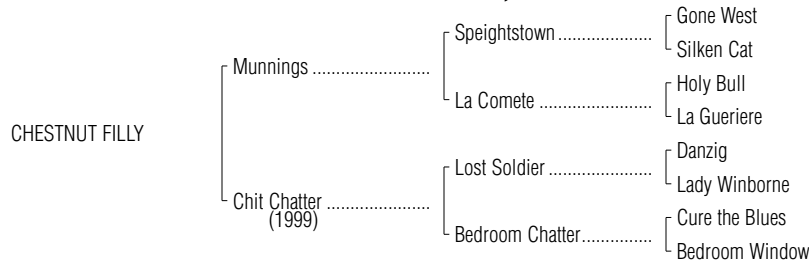 Gone West
Speightstown
Silken Cat
Munnings
Holy Bull
La Comete
La Gueriere
CHESTNUT FILLY
Danzig
Lost Soldier
Lady Winborne
Chit Chatter
(1999)
Cure the Blues
Bedroom Chatter
Bedroom Window